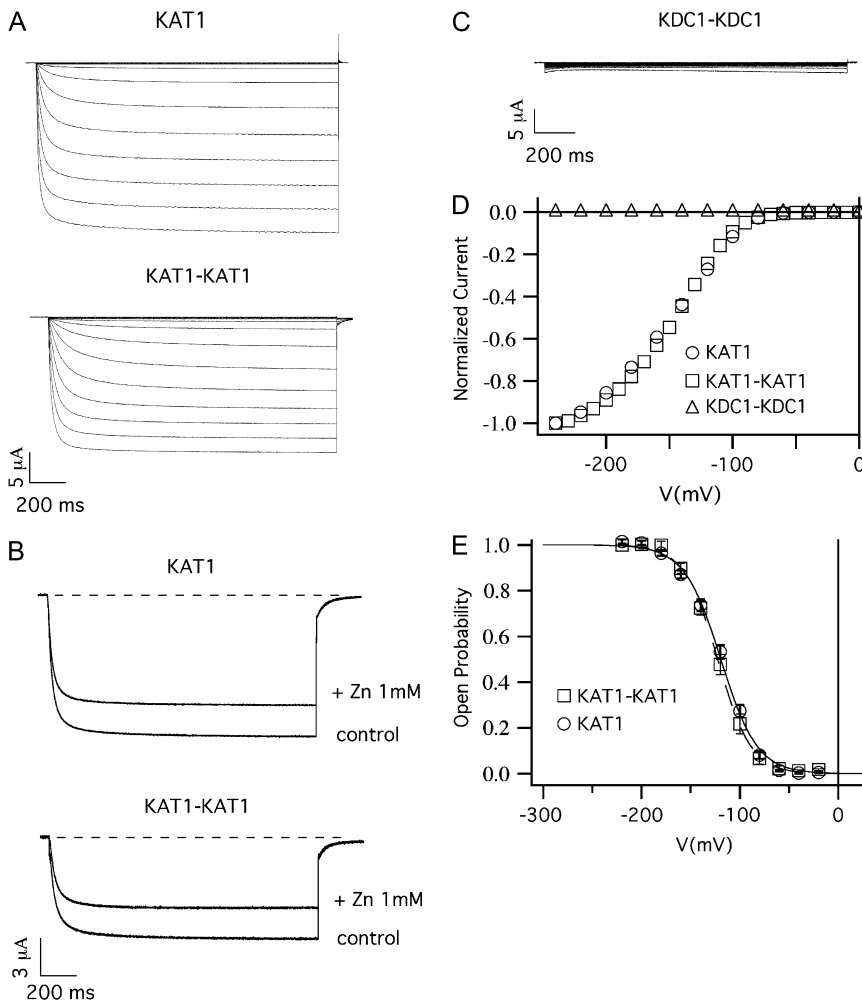 A
KAT1
KAT1-KAT1
5 µA
200 ms
B
KAT1
+ Zn 1mM
control
KAT1-KAT1
+ Zn 1mM
control
3 µA
200 ms
C
KDC1-KDC1
5 µA
200 ms
D
Normalized Current
0.0
-0.2
-0.4
-0.6
-0.8
-1.0
KAT1
KAT1-KAT1
KDC1-KDC1
-200
-100
0
V(mV)
E
Open Probability
1.0
0.8
0.6
0.4
0.2
0.0
KAT1-KAT1
KAT1
-300
-200
-100
0
V(mV)